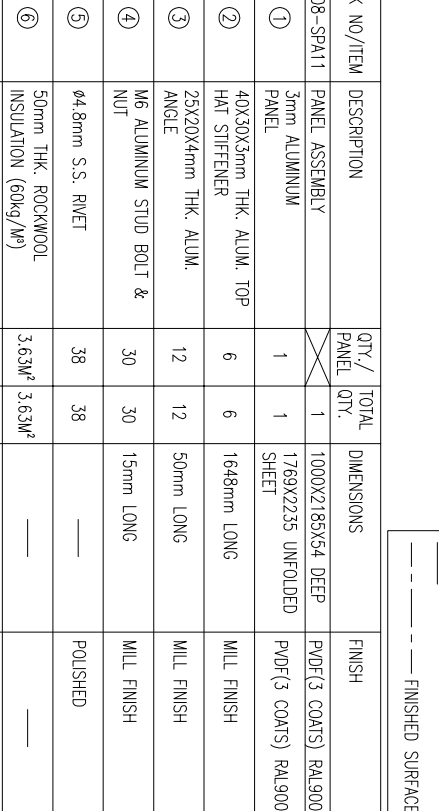 FINISHED SURFACE
K NO/ITEM DESCRIPTION QTY./ PANEL TOTAL QTY. DIMENSIONS FINISH
08-SPA11 PANEL ASSEMBLY 1 1000X2185X54 DEEP PVDF(3 COATS) RAL900
1 3mm ALUMINUM 1 1 1769X2235 UNFOLDED PVDF(3 COATS) RAL900
PANEL SHEET
2 40X30X3mm THK. ALUM. TOP 6 6 1648mm LONG MILL FINISH
HAT STIFFENER
3 25X20X4mm THK. ALUM. 12 12 50mm LONG MILL FINISH
ANGLE
4 M6 ALUMINUM STUD BOLT & 30 30 15mm LONG MILL FINISH
NUT
5 ø4.8mm S.S. RIVET 38 38 —— POLISHED
6 50mm THK. ROCKWOOL 3.63M² 3.63M² —— ——
INSULATION (60kg/M³)